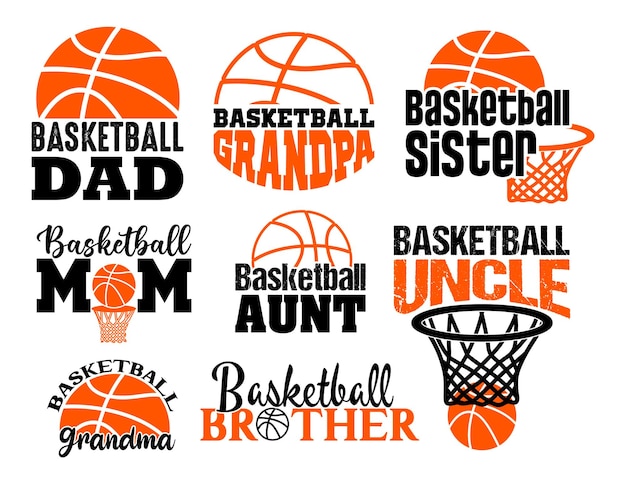 BASKETBALL
DAD
BASKETBALL
GRANDPA
Basketball
sister
Basketball
MOM
Basketball
AUNT
BASKETBALL
UNCLE
BASKETBALL
grandma
Basketball
BROTHER